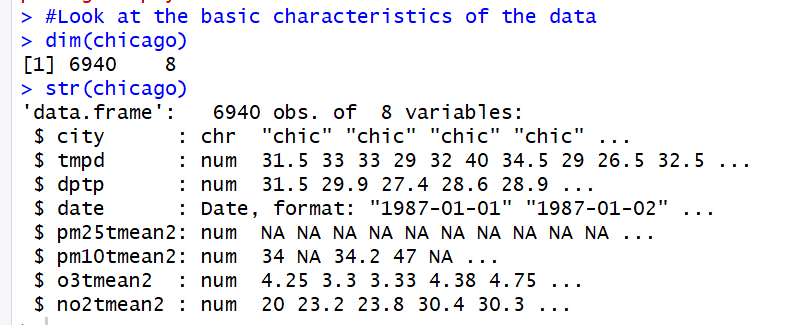 > #Look at the basic characteristics of the data
> dim(chicago)
[1] 6940    8
> str(chicago)
'data.frame':   6940 obs. of  8 variables:
 $ city      : chr  "chic" "chic" "chic" "chic" ...
 $ tmpd      : num  31.5 33 33 29 32 40 34.5 29 26.5 32.5 ...
 $ dptp      : num  31.5 29.9 27.4 28.6 28.9 ...
 $ date      : Date, format: "1987-01-01" "1987-01-02" ...
 $ pm25tmean2: num  NA NA NA NA NA NA NA NA NA NA ...
 $ pm10tmean2: num  34 NA 34.2 47 NA ...
 $ o3tmean2  : num  4.25 3.3 3.33 4.38 4.75 ...
 $ no2tmean2 : num  20 23.2 23.8 30.4 30.3 ...